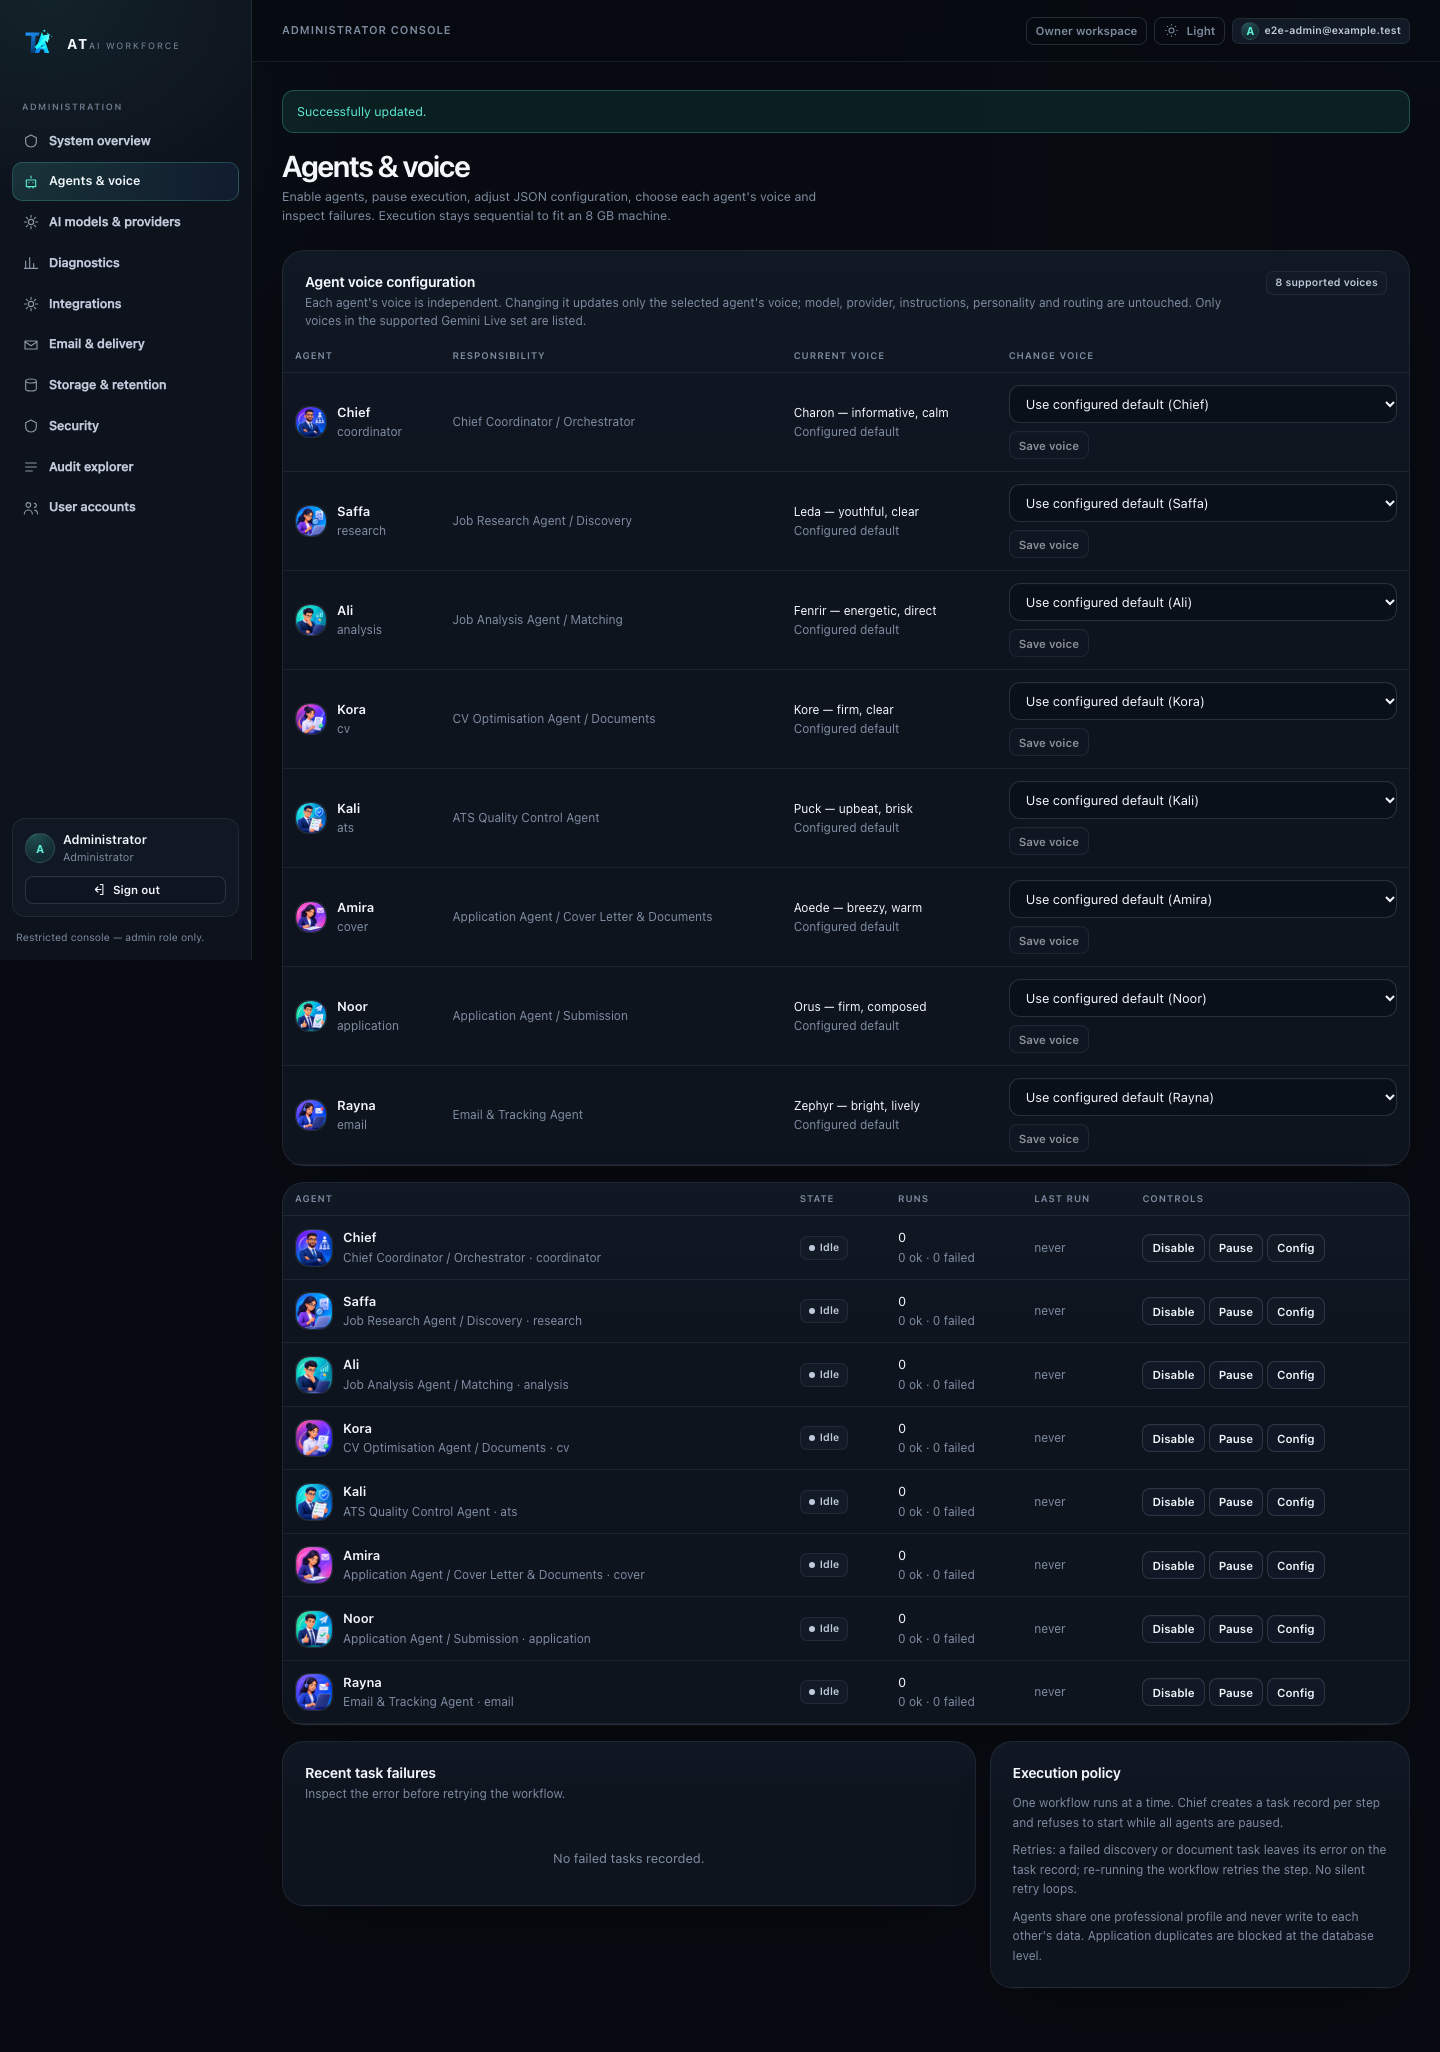 ATAI WORKFORCE
ADMINISTRATOR CONSOLE
Owner workspace
Light
A
e2e-admin@example.test
ADMINISTRATION
System overview
Agents & voice
AI models & providers
Diagnostics
Integrations
Email & delivery
Storage & retention
Security
Audit explorer
User accounts
A
Administrator
Administrator
Sign out
Restricted console — admin role only.
Successfully updated.
Agents & voice
Enable agents, pause execution, adjust JSON configuration, choose each agent's voice and
inspect failures. Execution stays sequential to fit an 8 GB machine.
Agent voice configuration
8 supported voices
Each agent's voice is independent. Changing it updates only the selected agent's voice; model, provider, instructions, personality and routing are untouched. Only
voices in the supported Gemini Live set are listed.
AGENT RESPONSIBILITY CURRENT VOICE CHANGE VOICE
Chief
coordinator
Chief Coordinator / Orchestrator
Charon — informative, calm
Configured default
Use configured default (Chief)
Save voice
Saffa
research
Job Research Agent / Discovery
Leda — youthful, clear
Configured default
Use configured default (Saffa)
Save voice
Ali
analysis
Job Analysis Agent / Matching
Fenrir — energetic, direct
Configured default
Use configured default (Ali)
Save voice
Kora
cv
CV Optimisation Agent / Documents
Kore — firm, clear
Configured default
Use configured default (Kora)
Save voice
Kali
ats
ATS Quality Control Agent
Puck — upbeat, brisk
Configured default
Use configured default (Kali)
Save voice
Amira
cover
Application Agent / Cover Letter & Documents
Aoede — breezy, warm
Configured default
Use configured default (Amira)
Save voice
Noor
application
Application Agent / Submission
Orus — firm, composed
Configured default
Use configured default (Noor)
Save voice
Rayna
email
Email & Tracking Agent
Zephyr — bright, lively
Configured default
Use configured default (Rayna)
Save voice
AGENT STATE RUNS LAST RUN CONTROLS
Chief
Chief Coordinator / Orchestrator · coordinator
Idle
0
0 ok · 0 failed
never
Disable Pause Config
Saffa
Job Research Agent / Discovery · research
Idle
0
0 ok · 0 failed
never
Disable Pause Config
Ali
Job Analysis Agent / Matching · analysis
Idle
0
0 ok · 0 failed
never
Disable Pause Config
Kora
CV Optimisation Agent / Documents · cv
Idle
0
0 ok · 0 failed
never
Disable Pause Config
Kali
ATS Quality Control Agent · ats
Idle
0
0 ok · 0 failed
never
Disable Pause Config
Amira
Application Agent / Cover Letter & Documents · cover
Idle
0
0 ok · 0 failed
never
Disable Pause Config
Noor
Application Agent / Submission · application
Idle
0
0 ok · 0 failed
never
Disable Pause Config
Rayna
Email & Tracking Agent · email
Idle
0
0 ok · 0 failed
never
Disable Pause Config
Recent task failures
Inspect the error before retrying the workflow.
No failed tasks recorded.
Execution policy
One workflow runs at a time. Chief creates a task record per step
and refuses to start while all agents are paused.
Retries: a failed discovery or document task leaves its error on the
task record; re-running the workflow retries the step. No silent
retry loops.
Agents share one professional profile and never write to each
other's data. Application duplicates are blocked at the database
level.